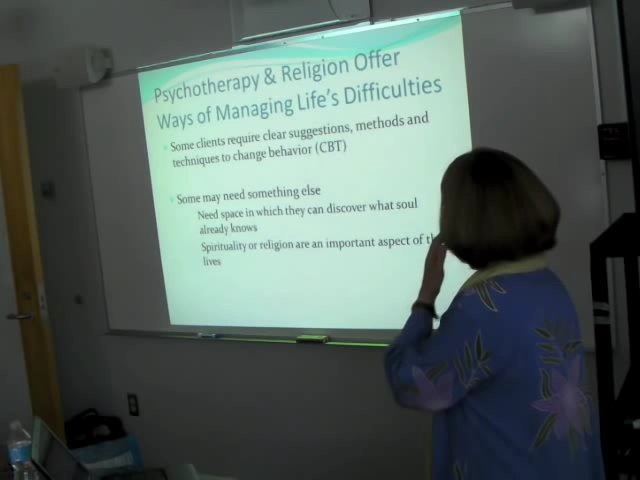 Psychotherapy & Religion Offer
Ways of Managing Life's Difficulties
Some clients require clear suggestions, methods and
techniques to change behavior (CBT)
Some may need something else
Need space in which they can discover what soul
already knows
Spirituality or religion are an important aspect of
lives